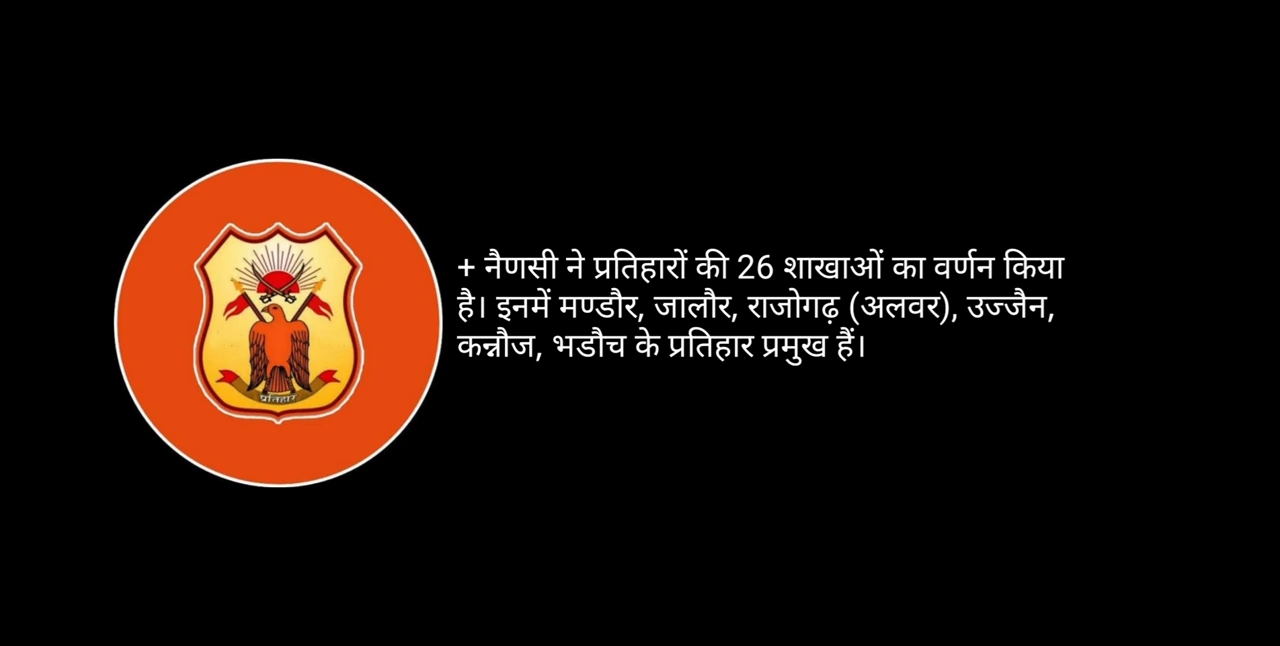 + नैणसी ने प्रतिहारों की 26 शाखाओं का वर्णन किया
है। इनमें मण्डौर, जालौर, राजोगढ़ (अलवर), उज्जैन,
कन्नौज, भडौच के प्रतिहार प्रमुख हैं।
प्रतिहार